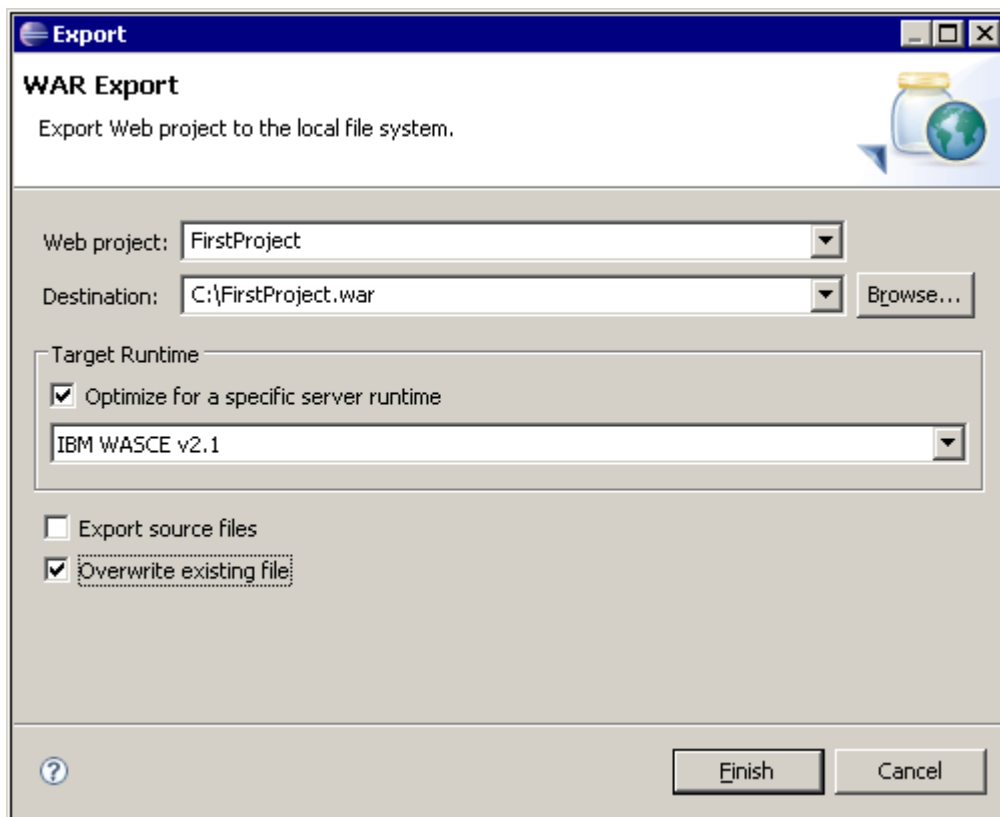 Export
WAR Export
Export Web project to the local file system.
Web project: FirstProject
Destination: C:\FirstProject.war Browse...
Target Runtime
Optimize for a specific server runtime
IBM WASCE v2.1
Export source files
Overwrite existing file
? Finish Cancel